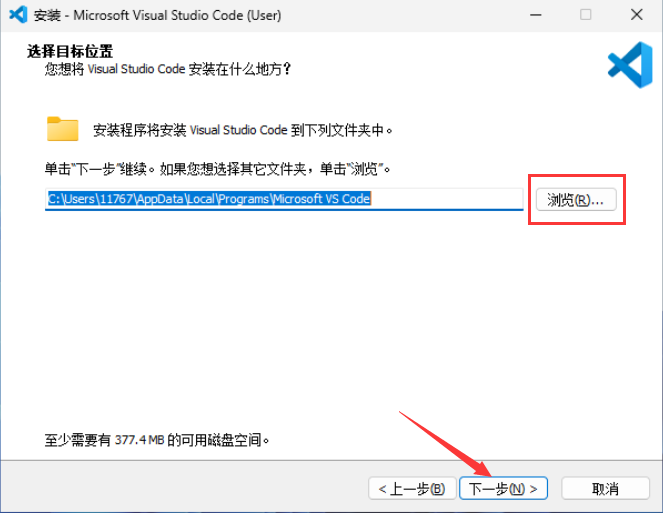 安装 - Microsoft Visual Studio Code (User)
选择目标位置
您想将 Visual Studio Code 安装在什么地方?
安装程序将安装 Visual Studio Code 到下列文件夹中。
单击“下一步”继续。如果您想选择其它文件夹，单击“浏览”。
C:\Users\11767\AppData\Local\Programs\Microsoft VS Code
浏览(R)...
至少需要有 377.4 MB 的可用磁盘空间。
< 上一步(B)
下一步(N) >
取消